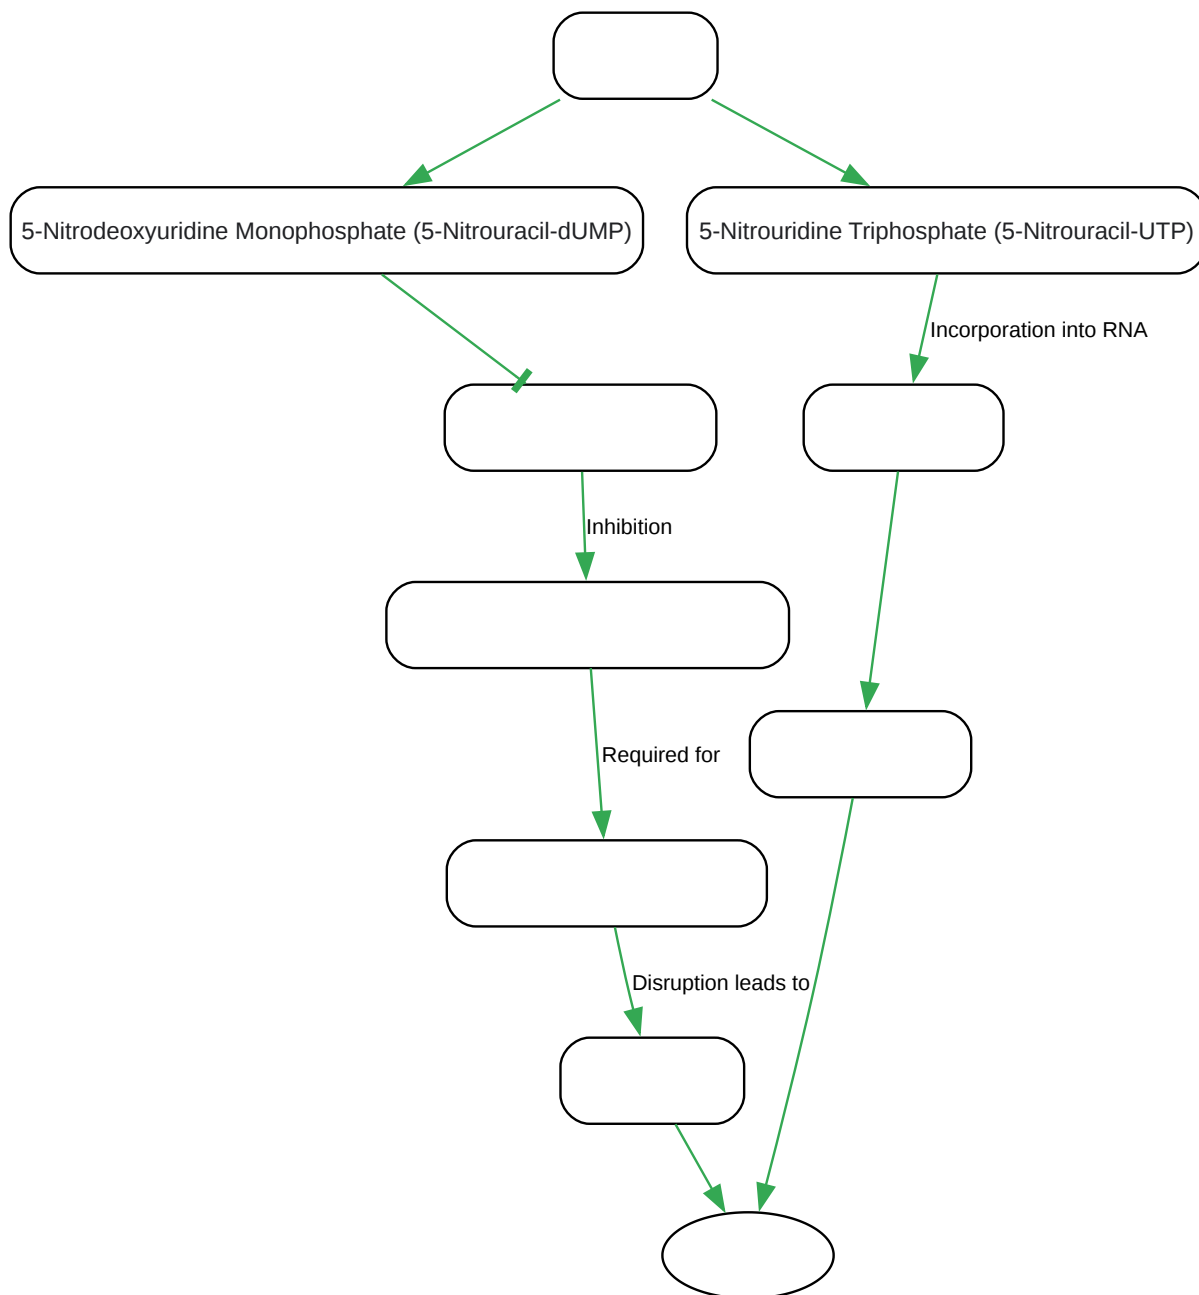 5-Nitrodeoxyuridine Monophosphate (5-Nitrouracil-dUMP)
5-Nitrouridine Triphosphate (5-Nitrouracil-UTP)
Incorporation into RNA
Inhibition
Required for
Disruption leads to